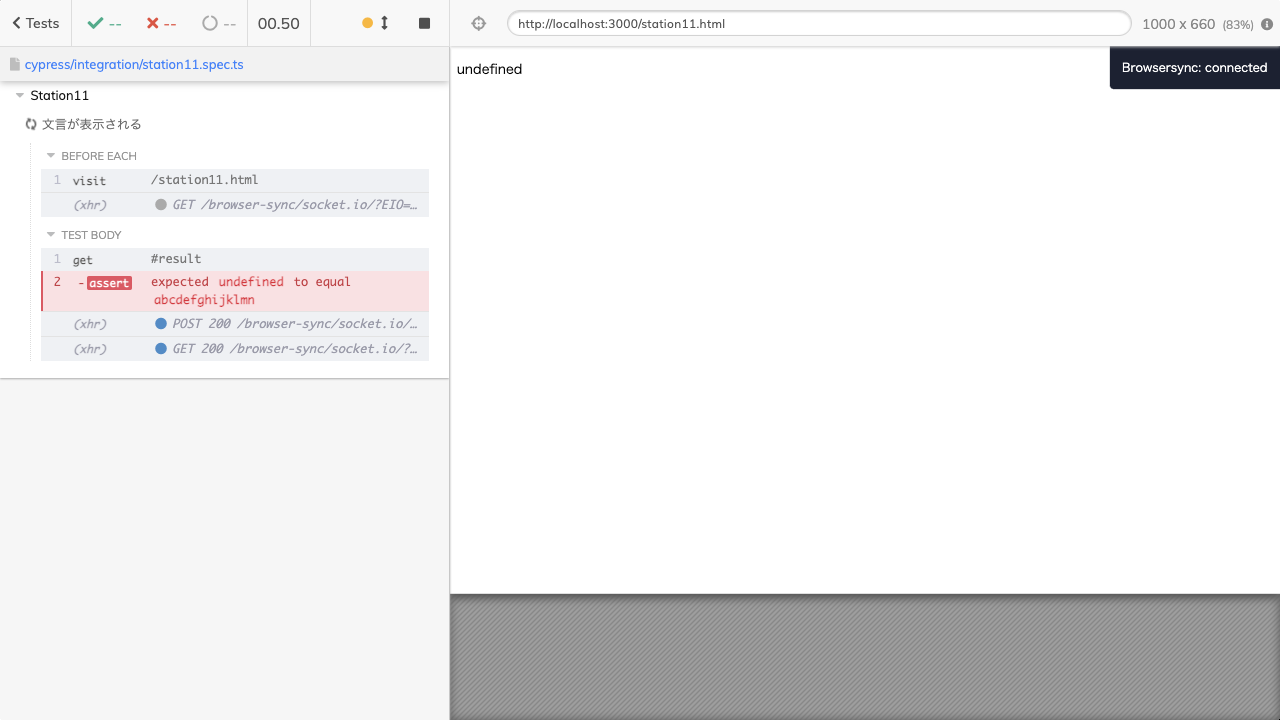 Tests -- -- -- 00.50
http://localhost:3000/station11.html 1000 x 660 (83%)
cypress/integration/station11.spec.ts
Station11
文言が表示される
BEFORE EACH
1 visit /station11.html
(xhr) GET /browser-sync/socket.io/?EIO=…
TEST BODY
1 get #result
2 -assert expected undefined to equal
abcdefghijklmn
(xhr) POST 200 /browser-sync/socket.io/…
(xhr) GET 200 /browser-sync/socket.io/?…
undefined
Browsersync: connected